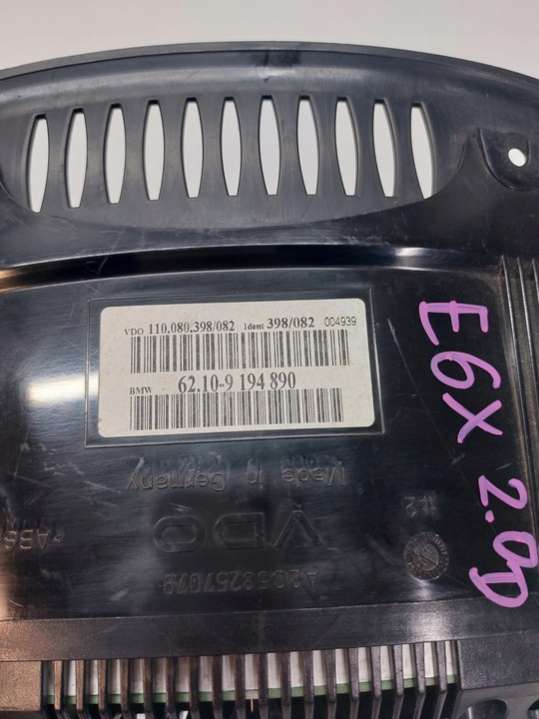 VDO 110.080.398/082 Ident 398/082 004939
BMW 62.10-9 194 890
E6X 2.0D
Made in Germany
VDO